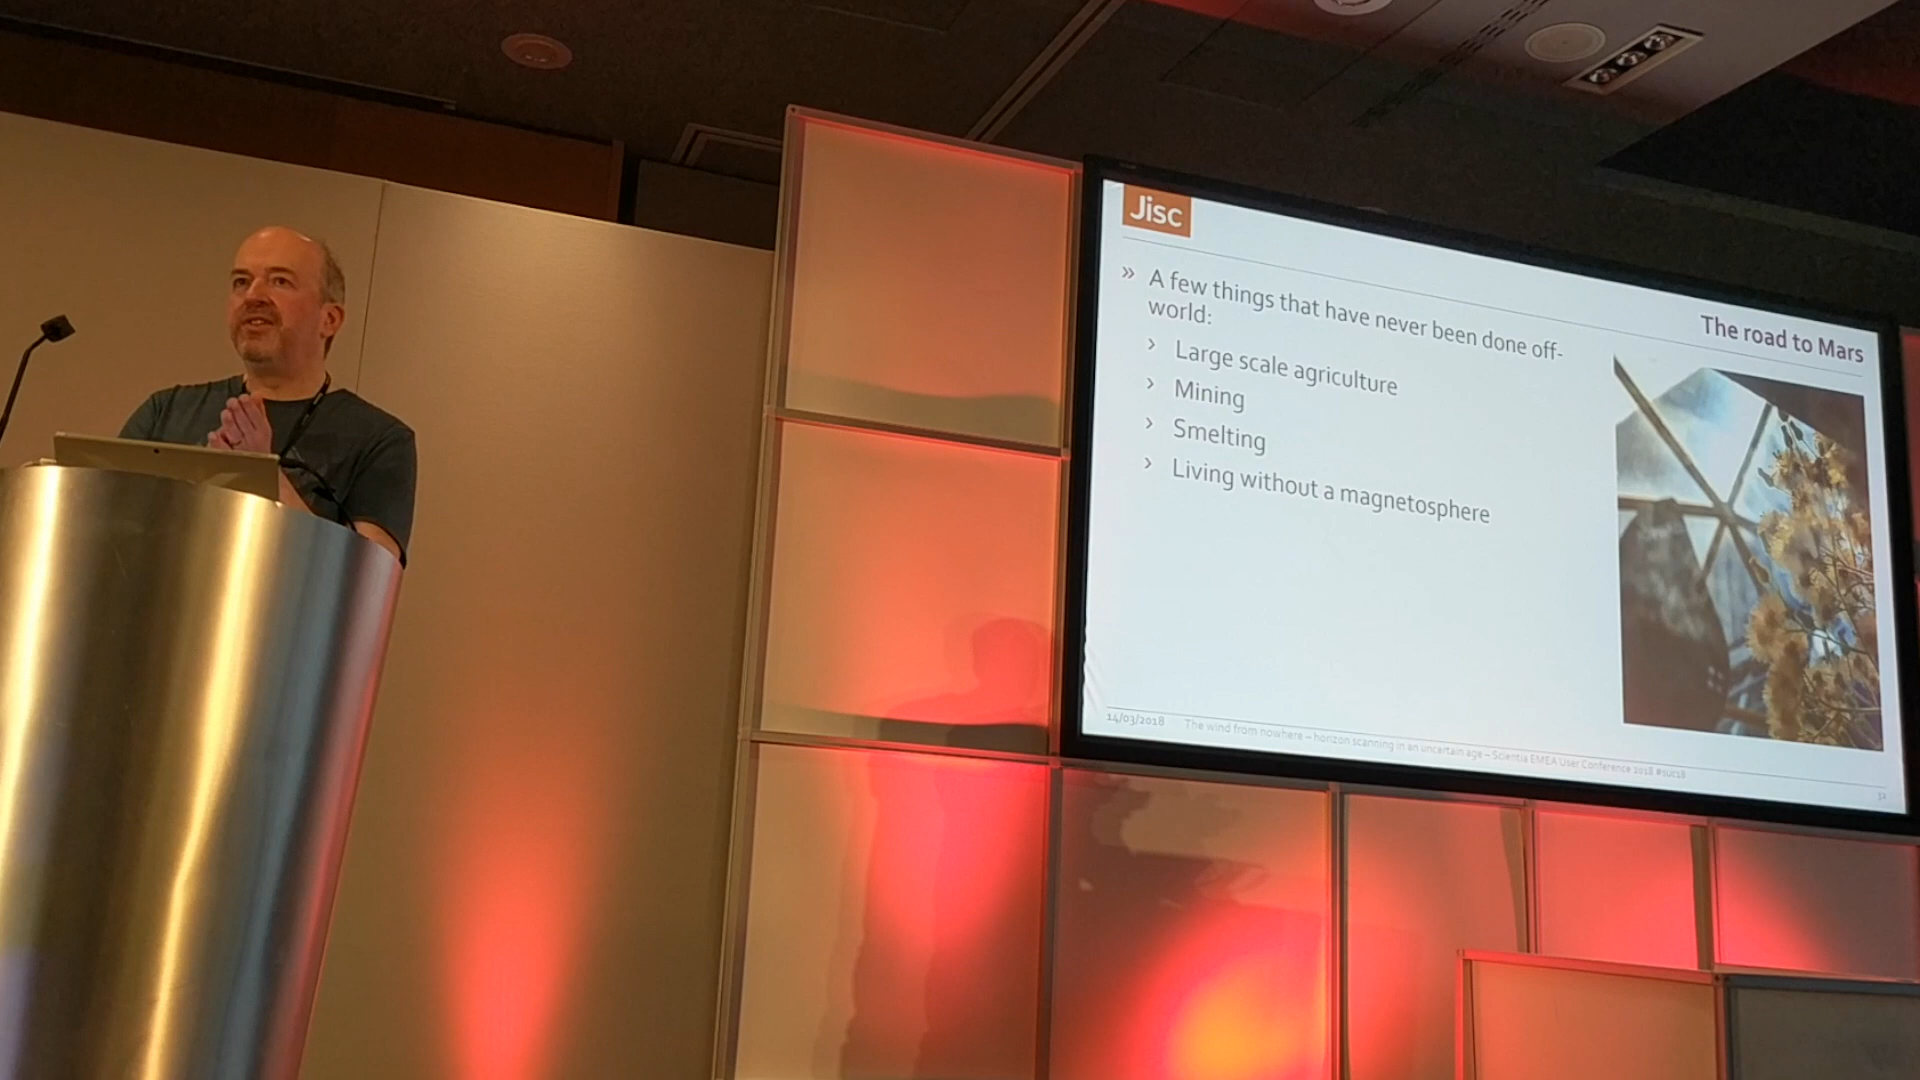 Jisc
The road to Mars
» A few things that have never been done off-
world:
› Large scale agriculture
› Mining
› Smelting
› Living without a magnetosphere
14/03/2018 The wind from nowhere – horizon scanning in an uncertain age – Scientia EMEA User Conference 2018 #suc18